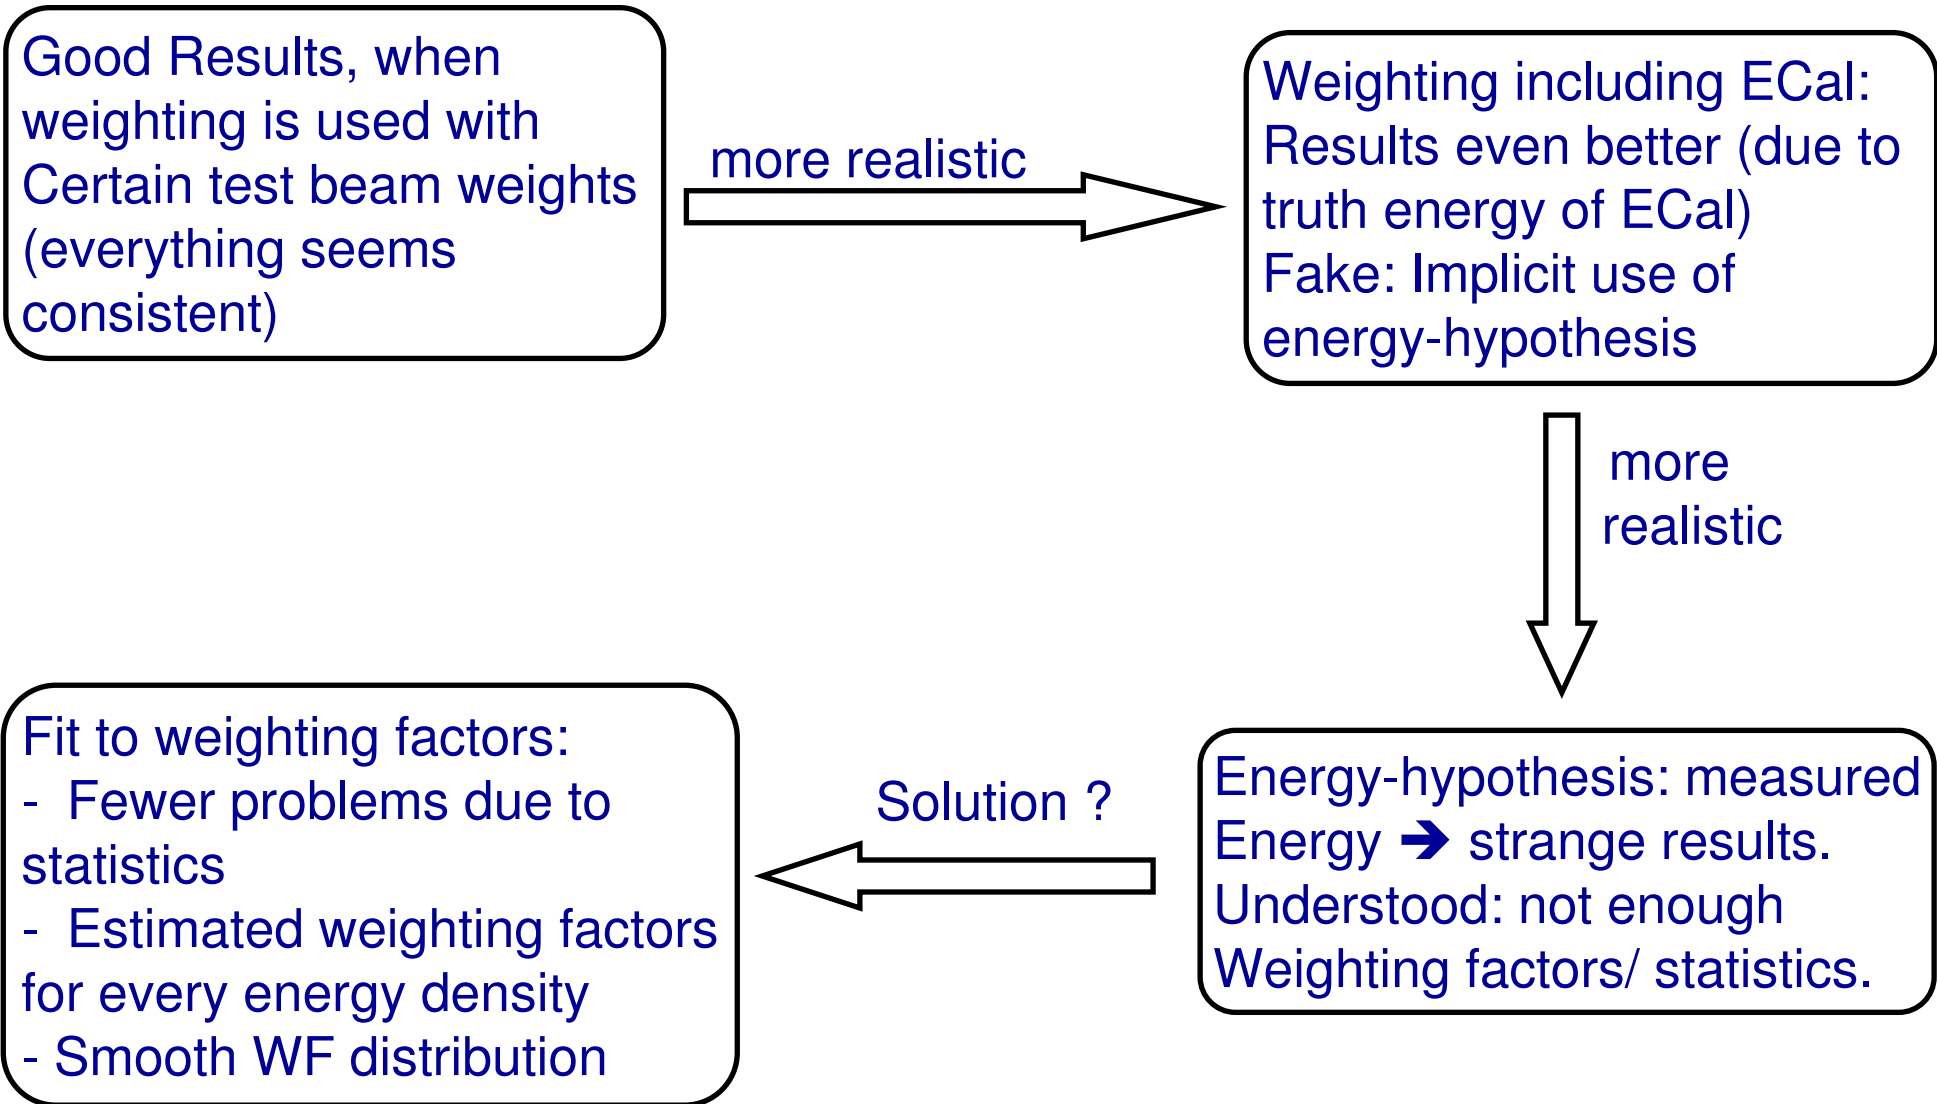 Good Results, when
weighting is used with
Certain test beam weights
(everything seems
consistent)
more realistic
Weighting including ECal:
Results even better (due to
truth energy of ECal)
Fake: Implicit use of
energy-hypothesis
more
realistic
Energy-hypothesis: measured
Energy ➔ strange results.
Understood: not enough
Weighting factors/ statistics.
Solution ?
Fit to weighting factors:
- Fewer problems due to
statistics
- Estimated weighting factors
for every energy density
- Smooth WF distribution